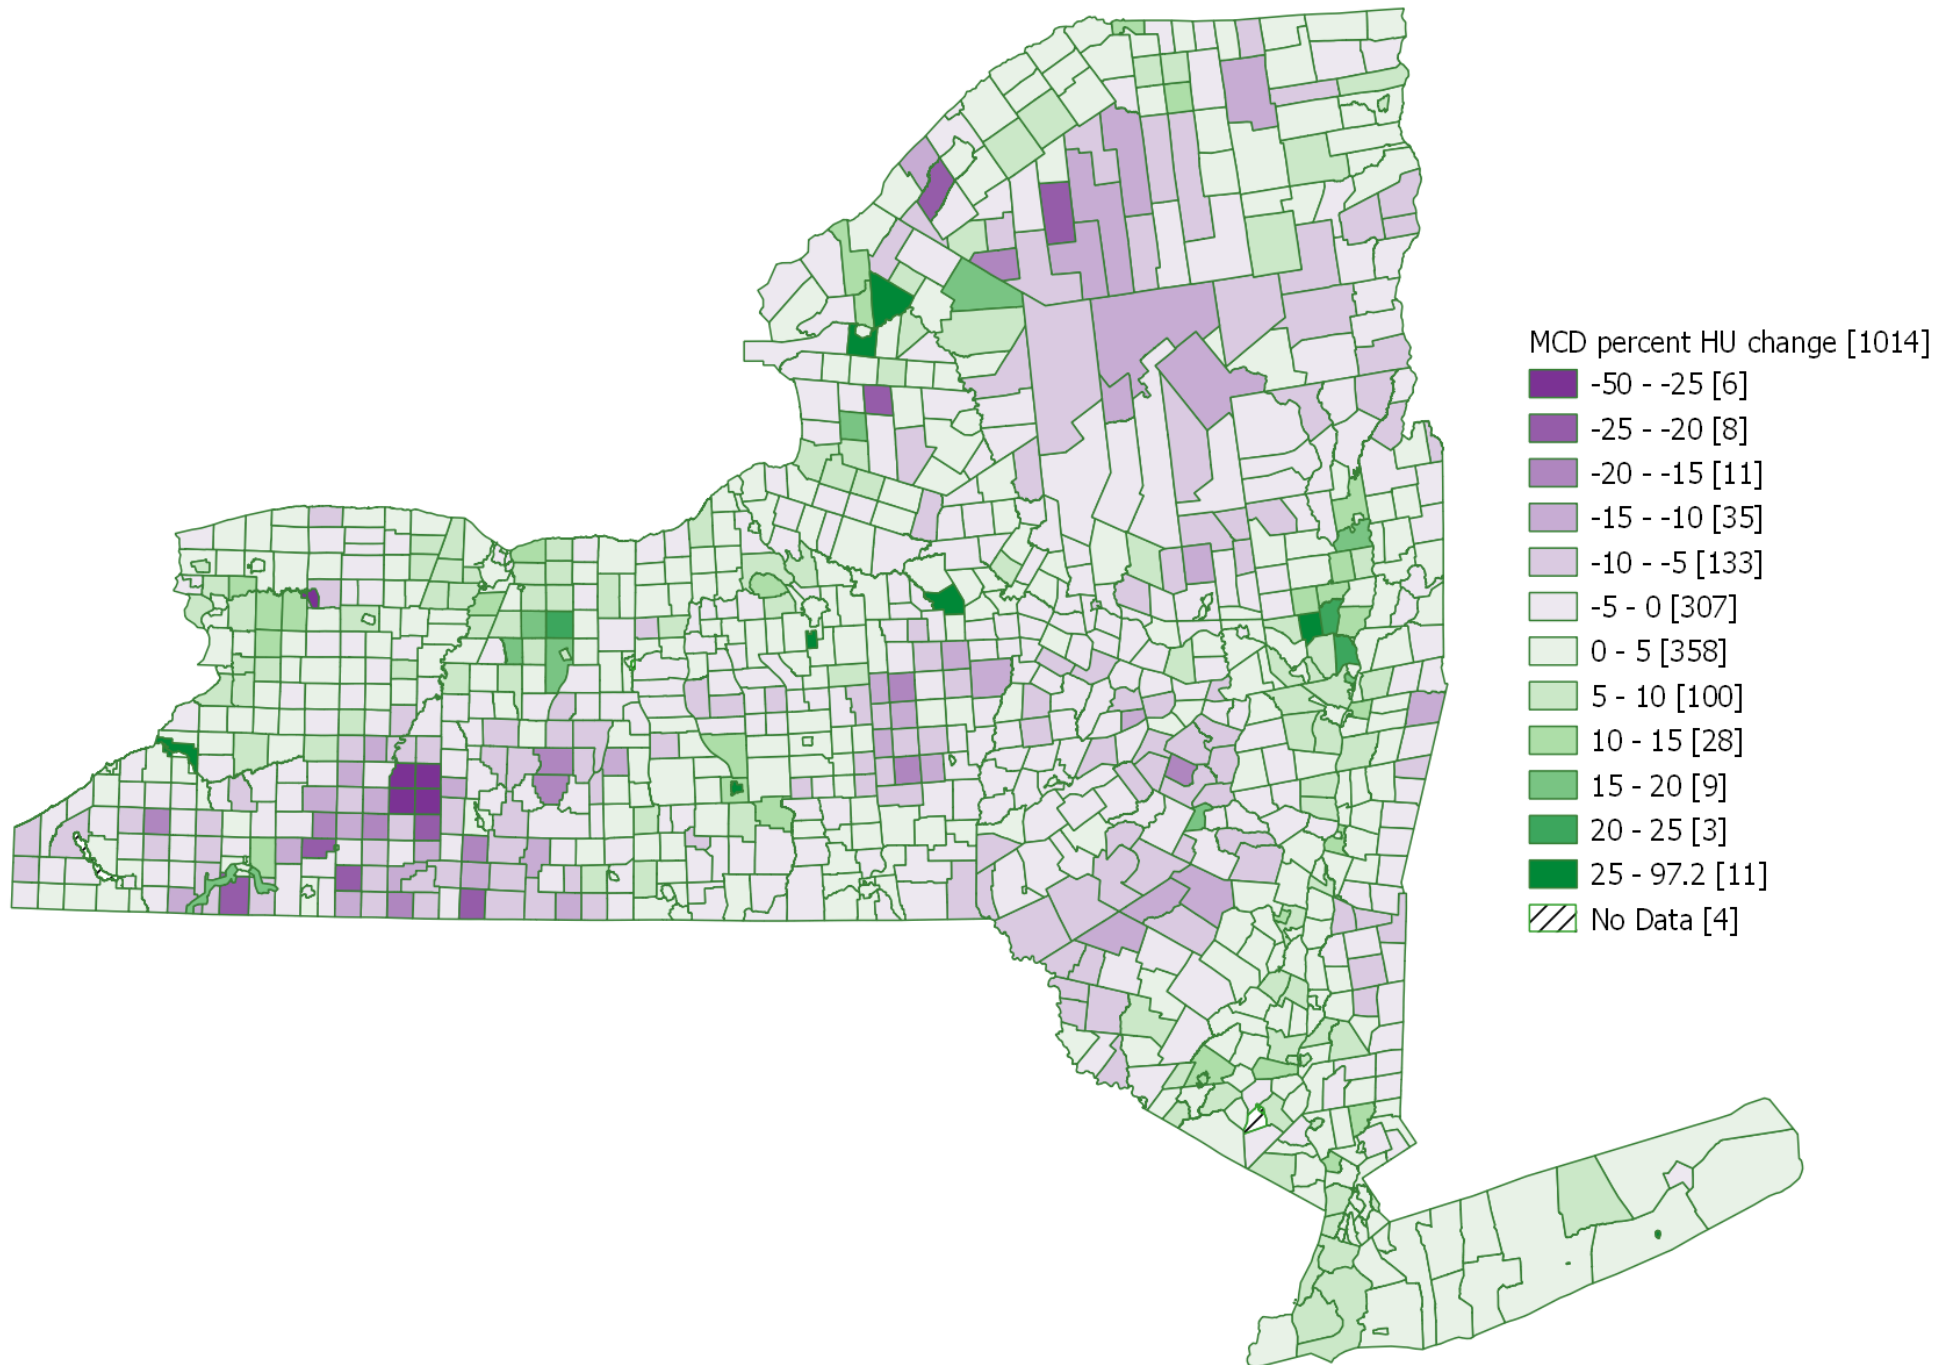 MCD percent HU change [1014]
-50 - -25 [6]
-25 - -20 [8]
-20 - -15 [11]
-15 - -10 [35]
-10 - -5 [133]
-5 - 0 [307]
0 - 5 [358]
5 - 10 [100]
10 - 15 [28]
15 - 20 [9]
20 - 25 [3]
25 - 97.2 [11]
No Data [4]